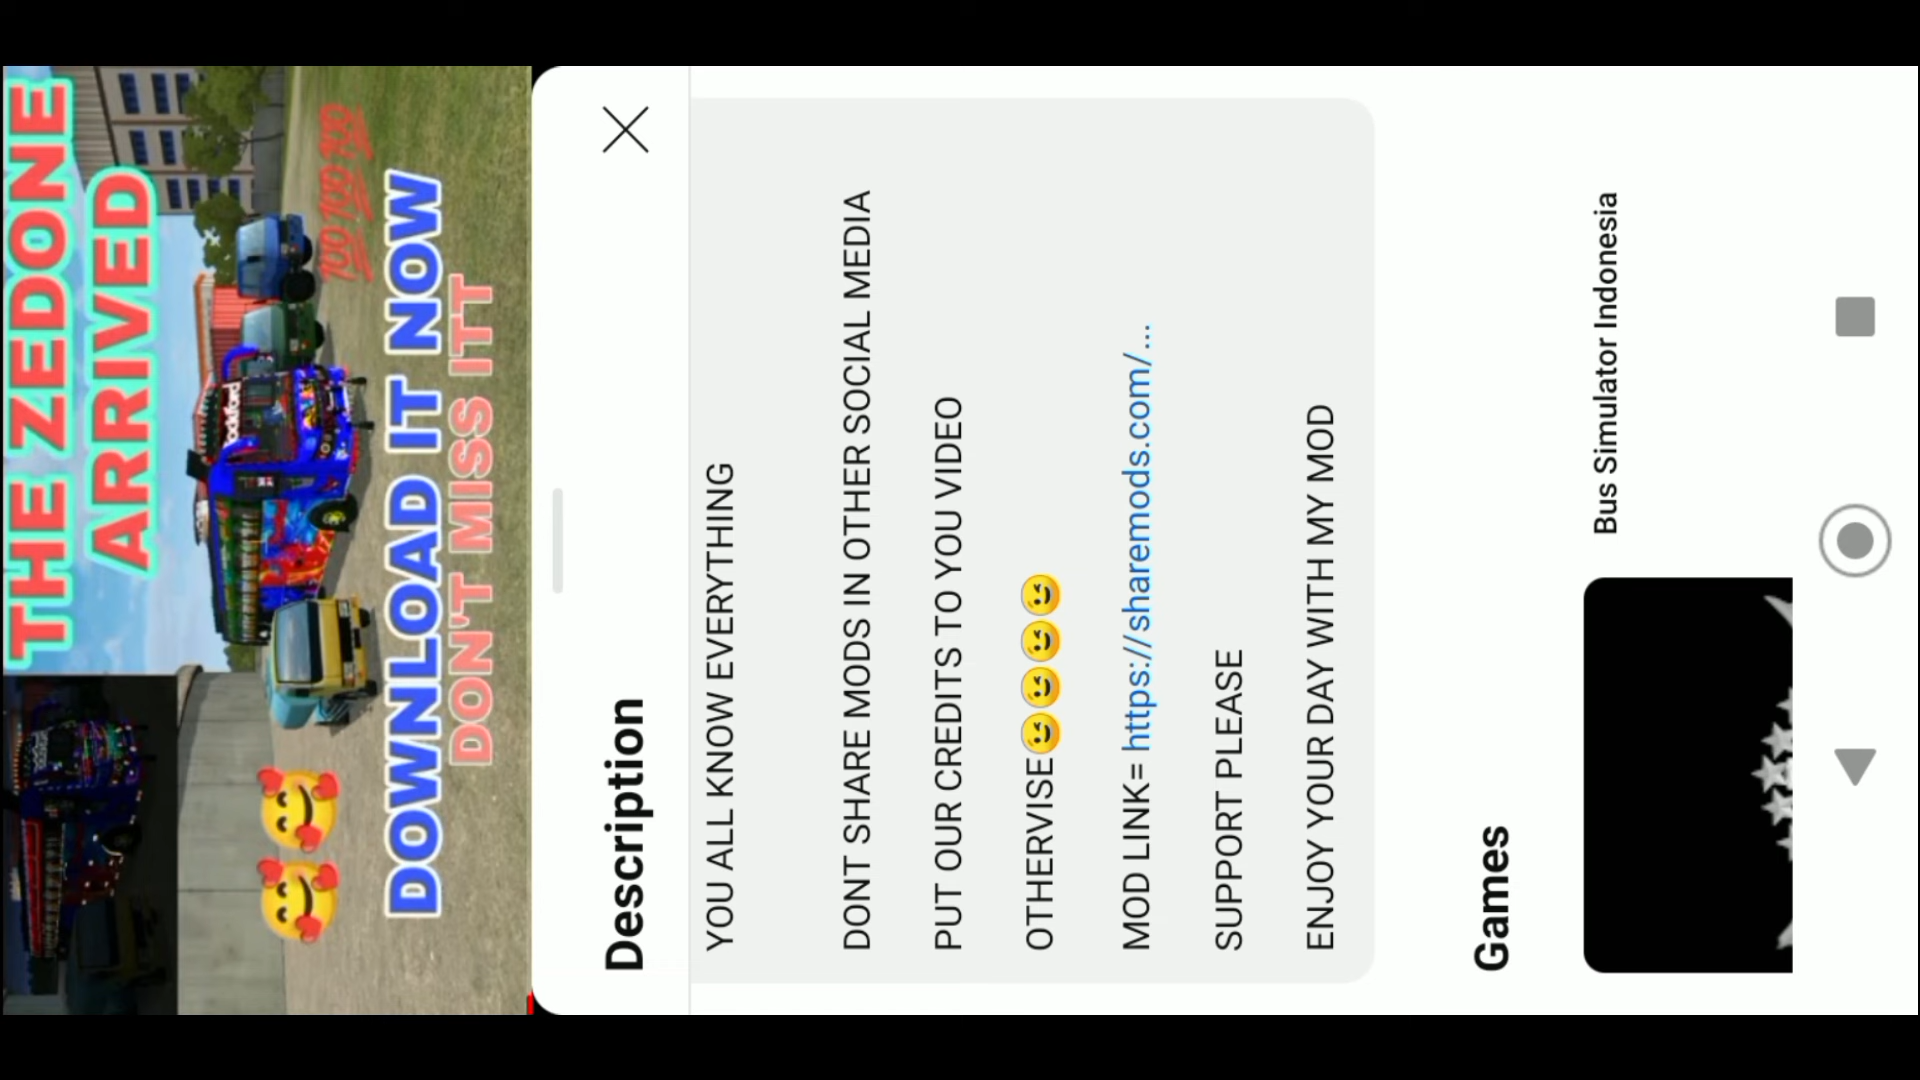 THE ZEDONE
ARRIVED
💯💯💯
DOWNLOAD IT NOW
DON'T MISS ITT
Description
YOU ALL KNOW EVERYTHING
DONT SHARE MODS IN OTHER SOCIAL MEDIA
PUT OUR CREDITS TO YOU VIDEO
OTHERVISE😉😉😉😉
MOD LINK= https://sharemods.com/...
SUPPORT PLEASE
ENJOY YOUR DAY WITH MY MOD
Games
Bus Simulator Indonesia